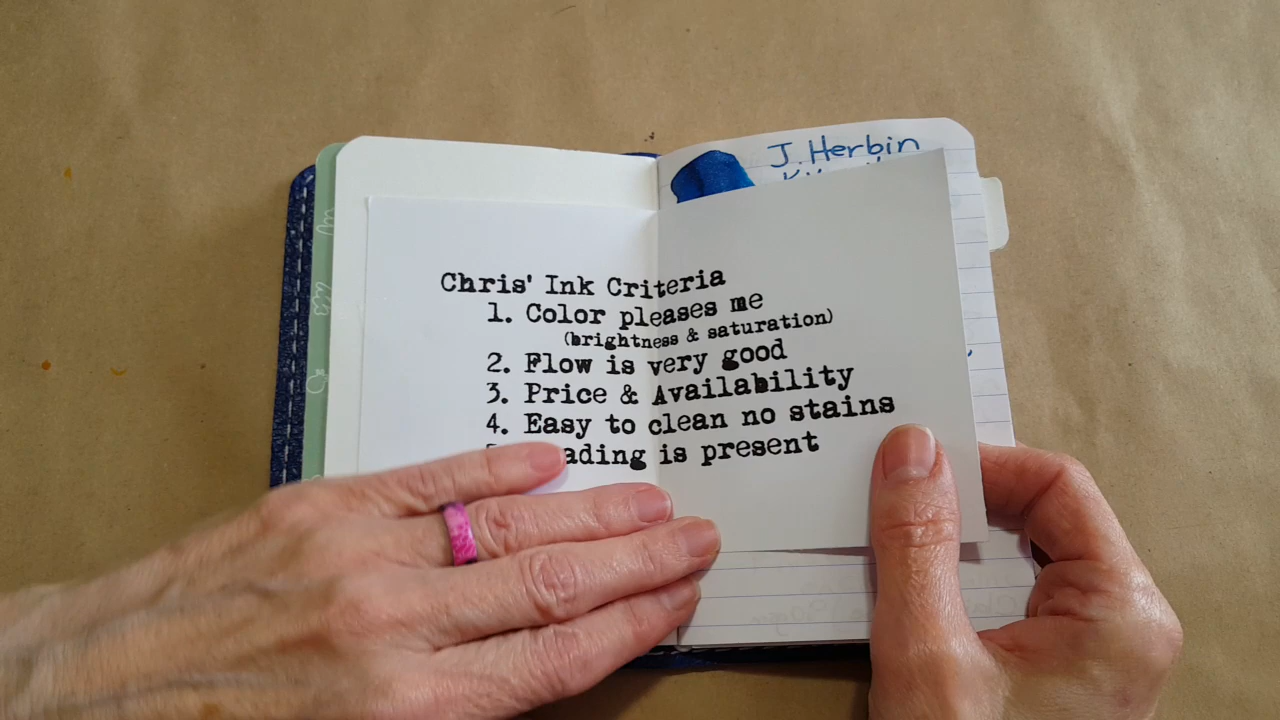 J. Herbin
Chris' Ink Criteria
1. Color pleases me
(brightness & saturation)
2. Flow is very good
3. Price & Availability
4. Easy to clean no stains
is present